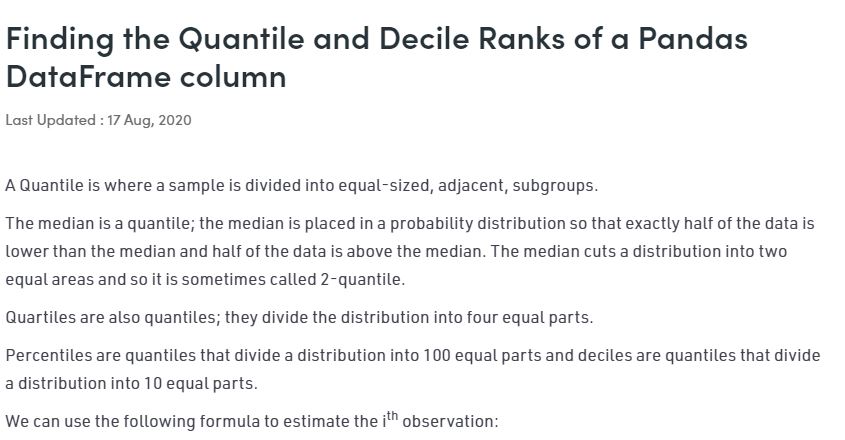 Finding the Quantile and Decile Ranks of a Pandas
DataFrame column
Last Updated : 17 Aug, 2020
A Quantile is where a sample is divided into equal-sized, adjacent, subgroups.
The median is a quantile; the median is placed in a probability distribution so that exactly half of the data is
lower than the median and half of the data is above the median. The median cuts a distribution into two
equal areas and so it is sometimes called 2-quantile.
Quartiles are also quantiles; they divide the distribution into four equal parts.
Percentiles are quantiles that divide a distribution into 100 equal parts and deciles are quantiles that divide
a distribution into 10 equal parts.
We can use the following formula to estimate the ith observation: